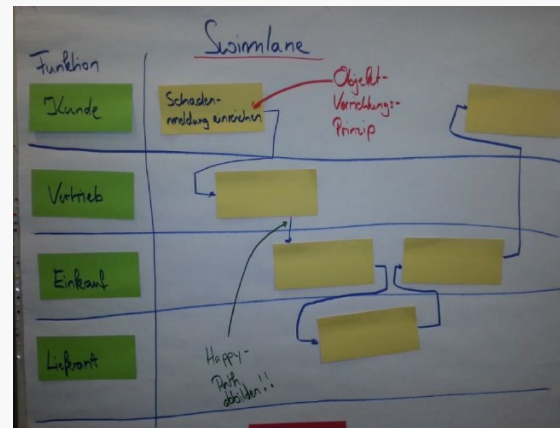 Swimlane
Funktion
Kunde
Schaden-
meldung einreichen
Objekt-
Verrichtungs-
Prinzip
Vertrieb
Einkauf
Lieferant
Happy-
Path
abbilden!!